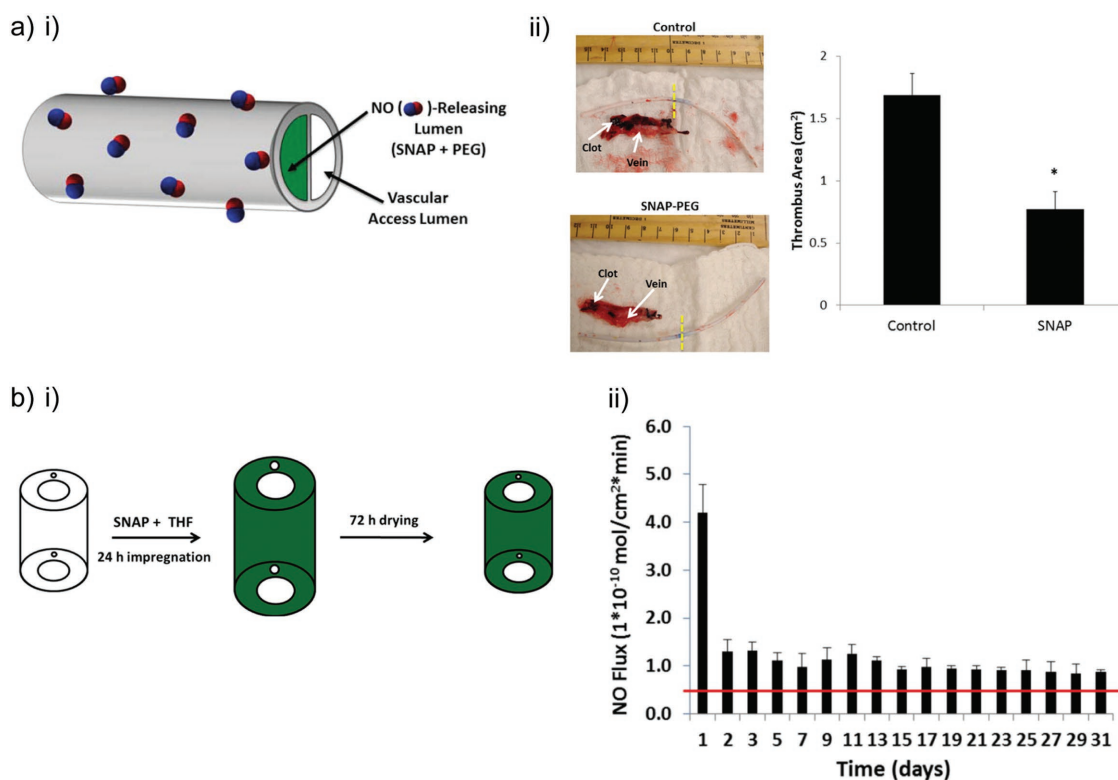 a) i)
NO ( )-Releasing
Lumen
(SNAP + PEG)
Vascular
Access Lumen
ii)
Control
Clot
Vein
SNAP-PEG
Clot
Vein
Thrombus Area (cm²)
2
1.5
1
0.5
0
*
Control
SNAP
b) i)
SNAP + THF
24 h impregnation
72 h drying
ii)
NO Flux (1*10⁻¹⁰ mol/cm²*min)
6.0
5.0
4.0
3.0
2.0
1.0
0.0
1 2 3 5 7 9 11 13 15 17 19 21 23 25 27 29 31
Time (days)